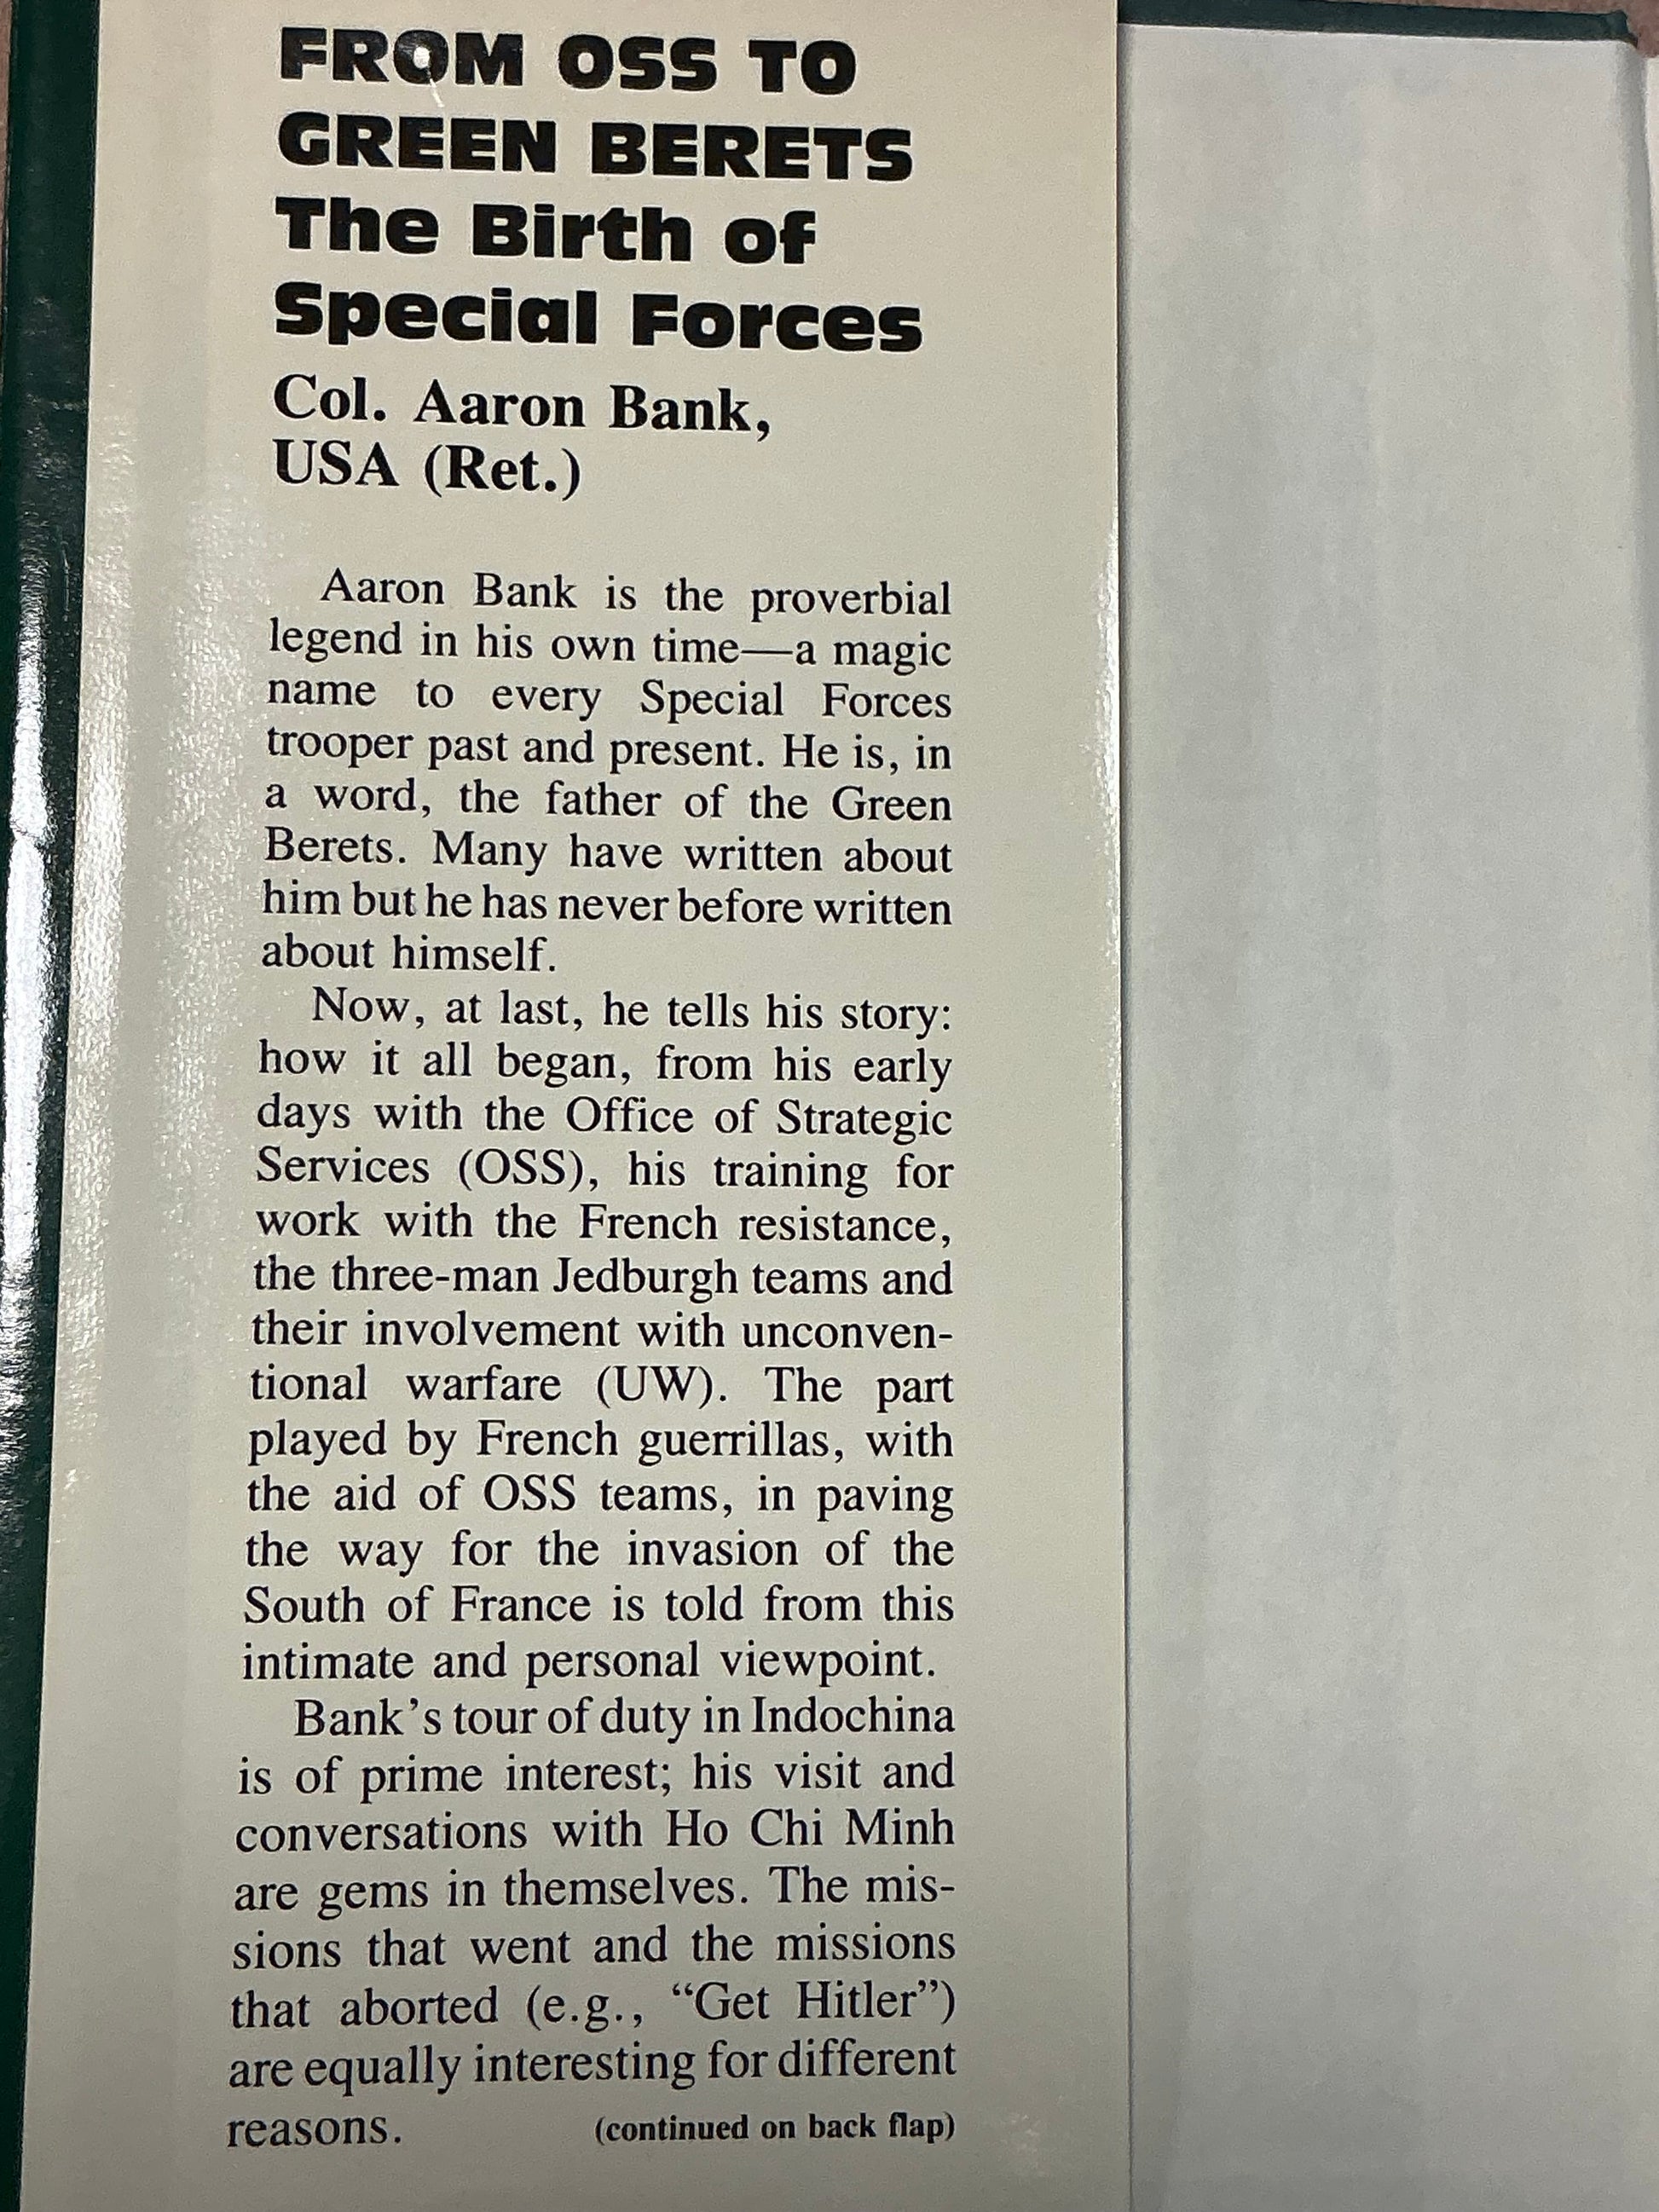 FROM OSS TO
GREEN BERETS
The Birth of
Special Forces
Col. Aaron Bank,
USA (Ret.)
Aaron Bank is the proverbial
legend in his own time—a magic
name to every Special Forces
trooper past and present. He is, in
a word, the father of the Green
Berets. Many have written about
him but he has never before written
about himself.
Now, at last, he tells his story:
how it all began, from his early
days with the Office of Strategic
Services (OSS), his training for
work with the French resistance,
the three-man Jedburgh teams and
their involvement with unconven-
tional warfare (UW). The part
played by French guerrillas, with
the aid of OSS teams, in paving
the way for the invasion of the
South of France is told from this
intimate and personal viewpoint.
Bank's tour of duty in Indochina
is of prime interest; his visit and
conversations with Ho Chi Minh
are gems in themselves. The mis-
sions that went and the missions
that aborted (e.g., “Get Hitler”)
are equally interesting for different
reasons. (continued on back flap)